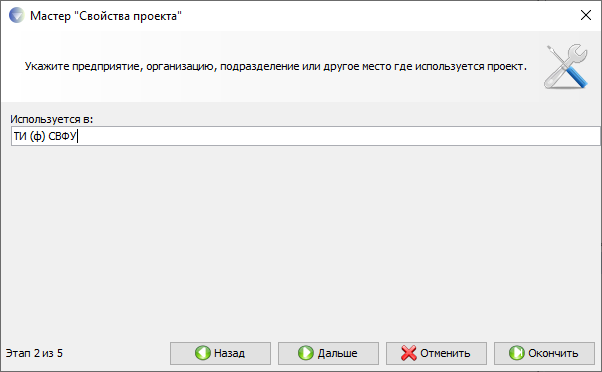 Мастер "Свойства проекта"
Укажите предприятие, организацию, подразделение или другое место где используется проект.
Используется в:
ТИ (ф) СВФУ
Этап 2 из 5
Назад
Дальше
Отменить
Окончить